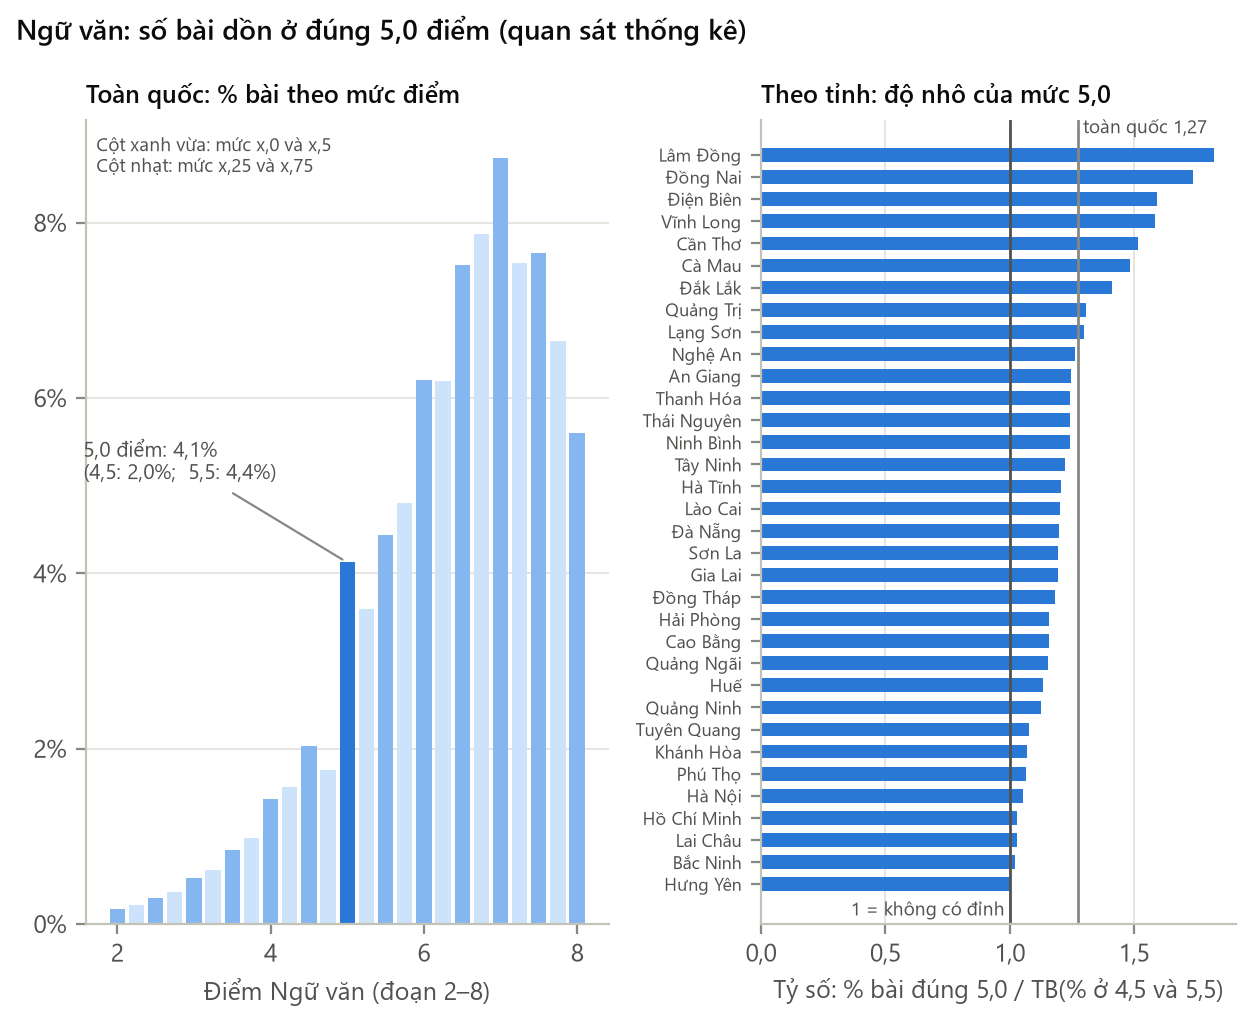 Ngữ văn: số bài dồn ở đúng 5,0 điểm (quan sát thống kê)
Toàn quốc: % bài theo mức điểm
Cột xanh vừa: mức x,0 và x,5
Cột nhạt: mức x,25 và x,75
8%
6%
5,0 điểm: 4,1%
(4,5: 2,0%; 5,5: 4,4%)
4%
2%
0%
2
4
6
8
Điểm Ngữ văn (đoạn 2–8)
Theo tỉnh: độ nhô của mức 5,0
toàn quốc 1,27
Lâm Đồng
Đồng Nai
Điện Biên
Vĩnh Long
Cần Thơ
Cà Mau
Đắk Lắk
Quảng Trị
Lạng Sơn
Nghệ An
An Giang
Thanh Hóa
Thái Nguyên
Ninh Bình
Tây Ninh
Hà Tĩnh
Lào Cai
Đà Nẵng
Sơn La
Gia Lai
Đồng Tháp
Hải Phòng
Cao Bằng
Quảng Ngãi
Huế
Quảng Ninh
Tuyên Quang
Khánh Hòa
Phú Thọ
Hà Nội
Hồ Chí Minh
Lai Châu
Bắc Ninh
Hưng Yên
1 = không có đỉnh
0,0
0,5
1,0
1,5
Tỷ số: % bài đúng 5,0 / TB(% ở 4,5 và 5,5)